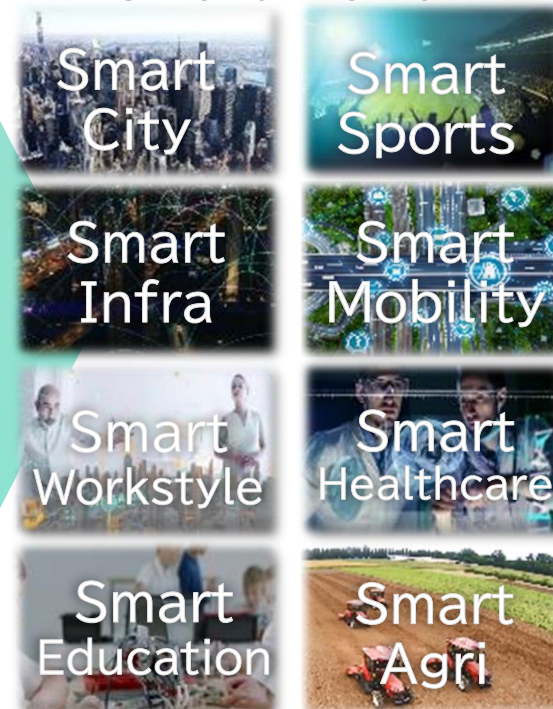 Smart
City
Smart
Sports
Smart
Infra
Smart
Mobility
Smart
Workstyle
Smart
Healthcare
Smart
Education
Smart
Agri